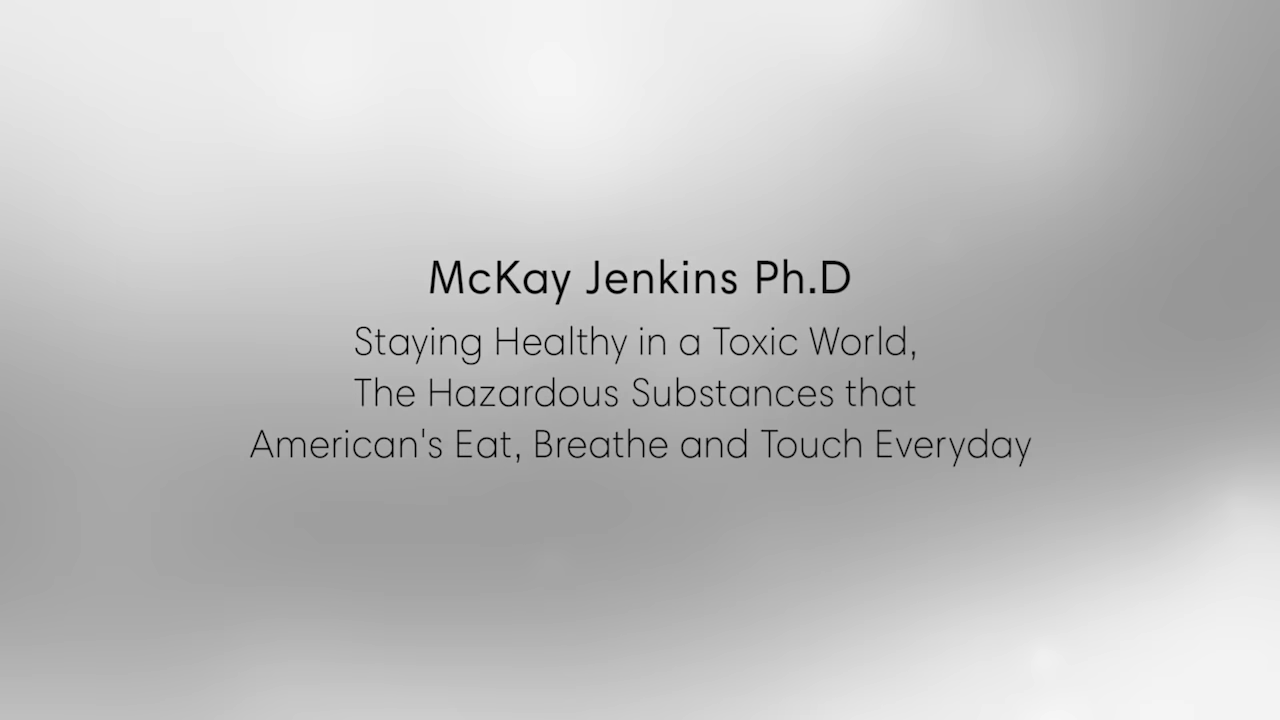 McKay Jenkins Ph.D
Staying Healthy in a Toxic World,
The Hazardous Substances that
American's Eat, Breathe and Touch Everyday